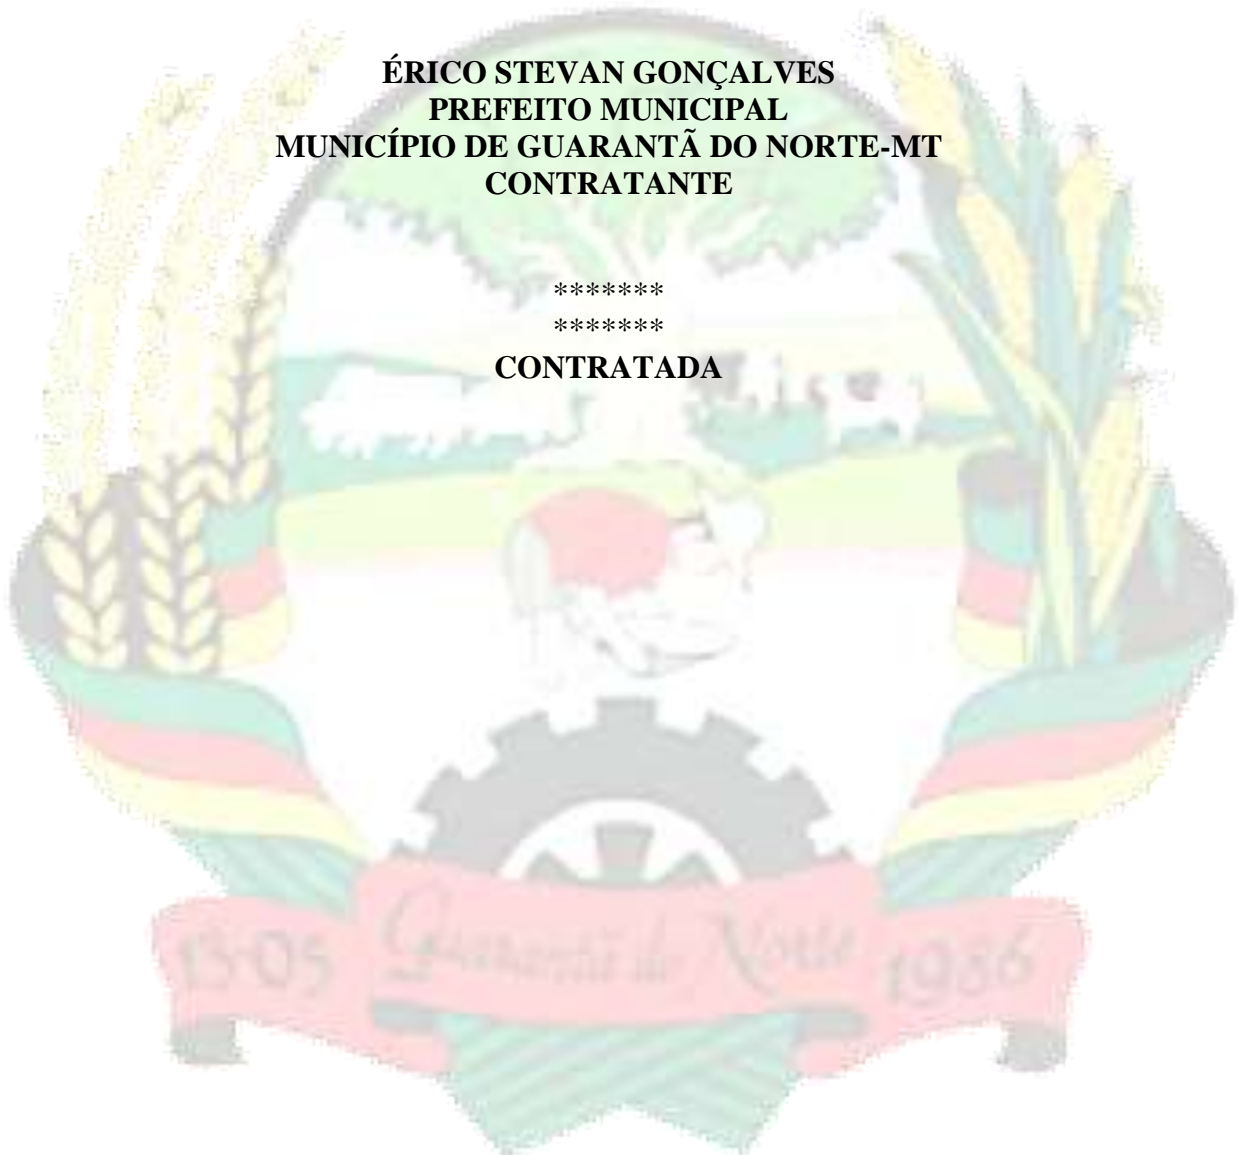 ÉRICO STEVAN GONÇALVES
PREFEITO MUNICIPAL
MUNICÍPIO DE GUARANTÃ DO NORTE-MT
CONTRATANTE
*******
*******
CONTRATADA
13-05 Guarantã do Norte 1986